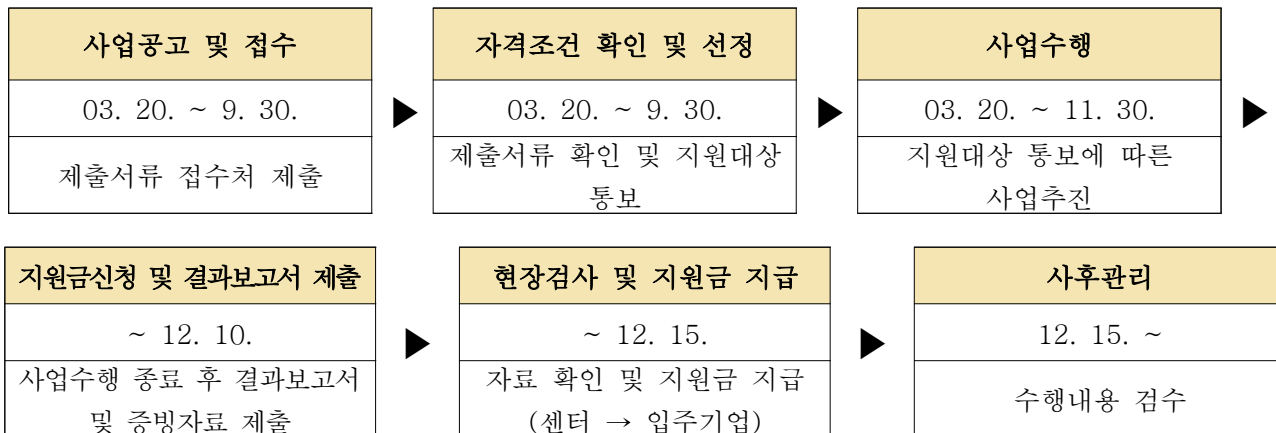 사업공고 및 접수
03. 20. ~ 9. 30.
제출서류 접수처 제출
▶
자격조건 확인 및 선정
03. 20. ~ 9. 30.
제출서류 확인 및 지원대상
통보
▶
사업수행
03. 20. ~ 11. 30.
지원대상 통보에 따른
사업추진
▶
지원금신청 및 결과보고서 제출
~ 12. 10.
사업수행 종료 후 결과보고서
및 증빙자료 제출
▶
현장검사 및 지원금 지급
~ 12. 15.
자료 확인 및 지원금 지급
(센터 → 입주기업)
▶
사후관리
12. 15. ~
수행내용 검수